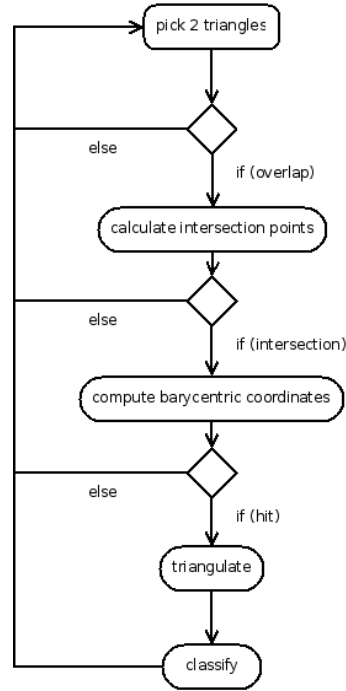 pick 2 triangles
else
if (overlap)
calculate intersection points
else
if (intersection)
compute barycentric coordinates
else
if (hit)
triangulate
classify